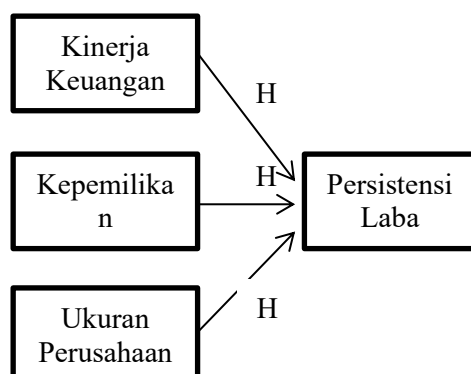 Kinerja
Keuangan
H
Kepemilika
n
H
Persistensi
Laba
Ukuran
Perusahaan
H